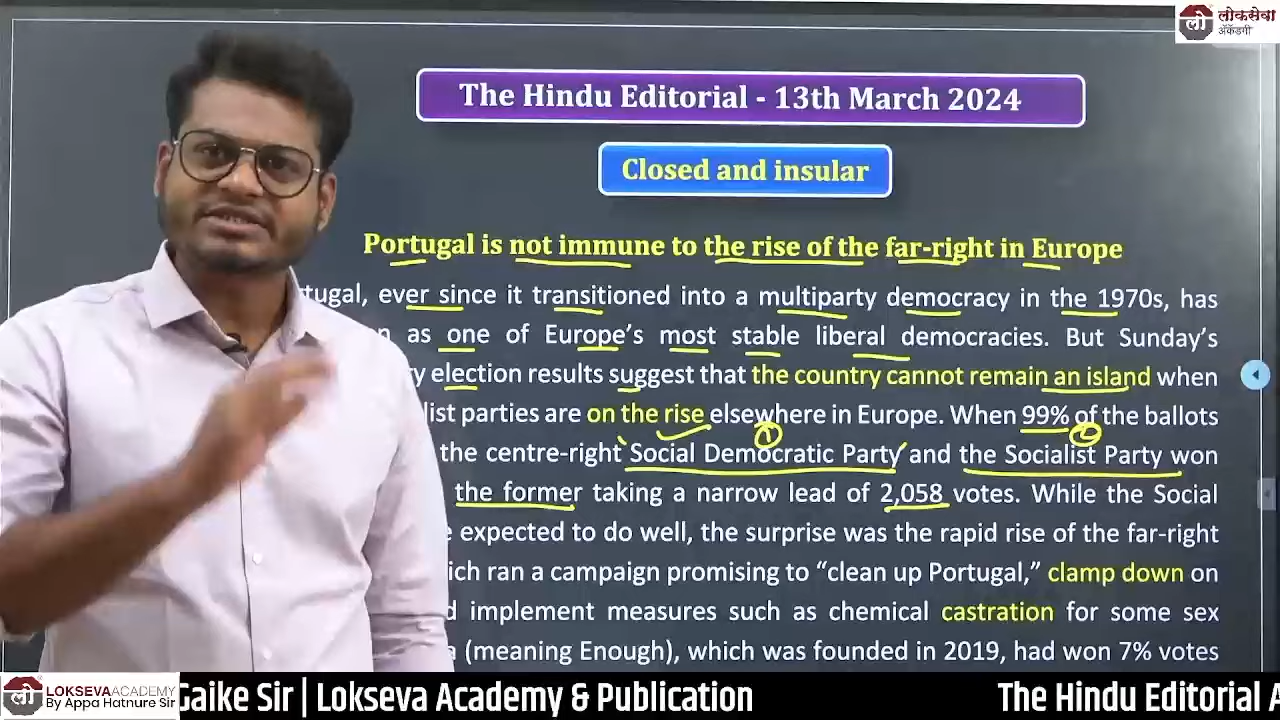 लोकसेवा
अ‍ॅकॅडमी
The Hindu Editorial - 13th March 2024
Closed and insular
Portugal is not immune to the rise of the far-right in Europe
tugal, ever since it transitioned into a multiparty democracy in the 1970s, has
as one of Europe's most stable liberal democracies. But Sunday's
election results suggest that the country cannot remain an island when
list parties are on the rise elsewhere in Europe. When 99% of the ballots
the centre-right Social Democratic Party and the Socialist Party won
the former taking a narrow lead of 2,058 votes. While the Social
expected to do well, the surprise was the rapid rise of the far-right
ich ran a campaign promising to “clean up Portugal,” clamp down on
implement measures such as chemical castration for some sex
(meaning Enough), which was founded in 2019, had won 7% votes
लो
LOKSEVA ACADEMY
By Appa Hatnure Sir
Gaike Sir | Lokseva Academy & Publication
The Hindu Editorial A